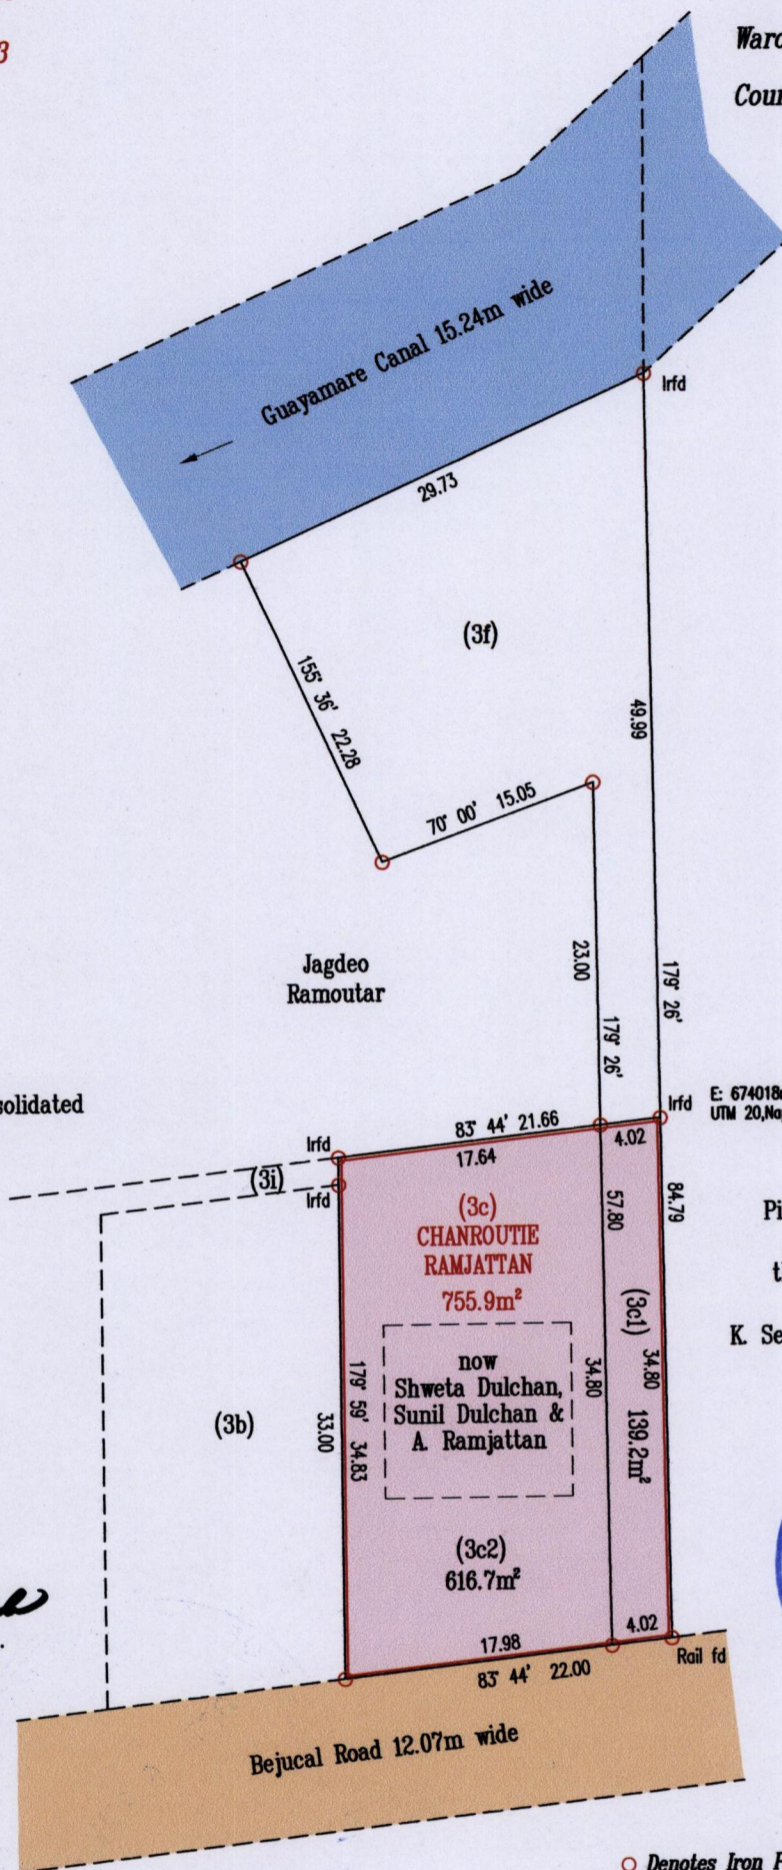 3
Guayamare Canal 15.24m wide
Irfd
29.73
(3f)
155° 36' 22.28
49.99
70° 00' 15.05
23.00
Jagdeo
Ramoutar
179° 26'
179° 26'
solidated
Irfd
E: 674018
UTM 20,
83° 44' 21.66
4.02
17.64
Irfd
(3i)
Irfd
(3c)
CHANROUTIE
RAMJATTAN
755.9m²
57.80
84.79
Pi
t
(3c1)
K. Se
now
Shweta Dulchan,
Sunil Dulchan &
A. Ramjattan
34.80
34.80
179° 59' 34.83
33.00
(3b)
139.2m²
(3c2)
616.7m²
4.02
17.98
83° 44' 22.00
Rail fd
Bejucal Road 12.07m wide
Denotes Iron